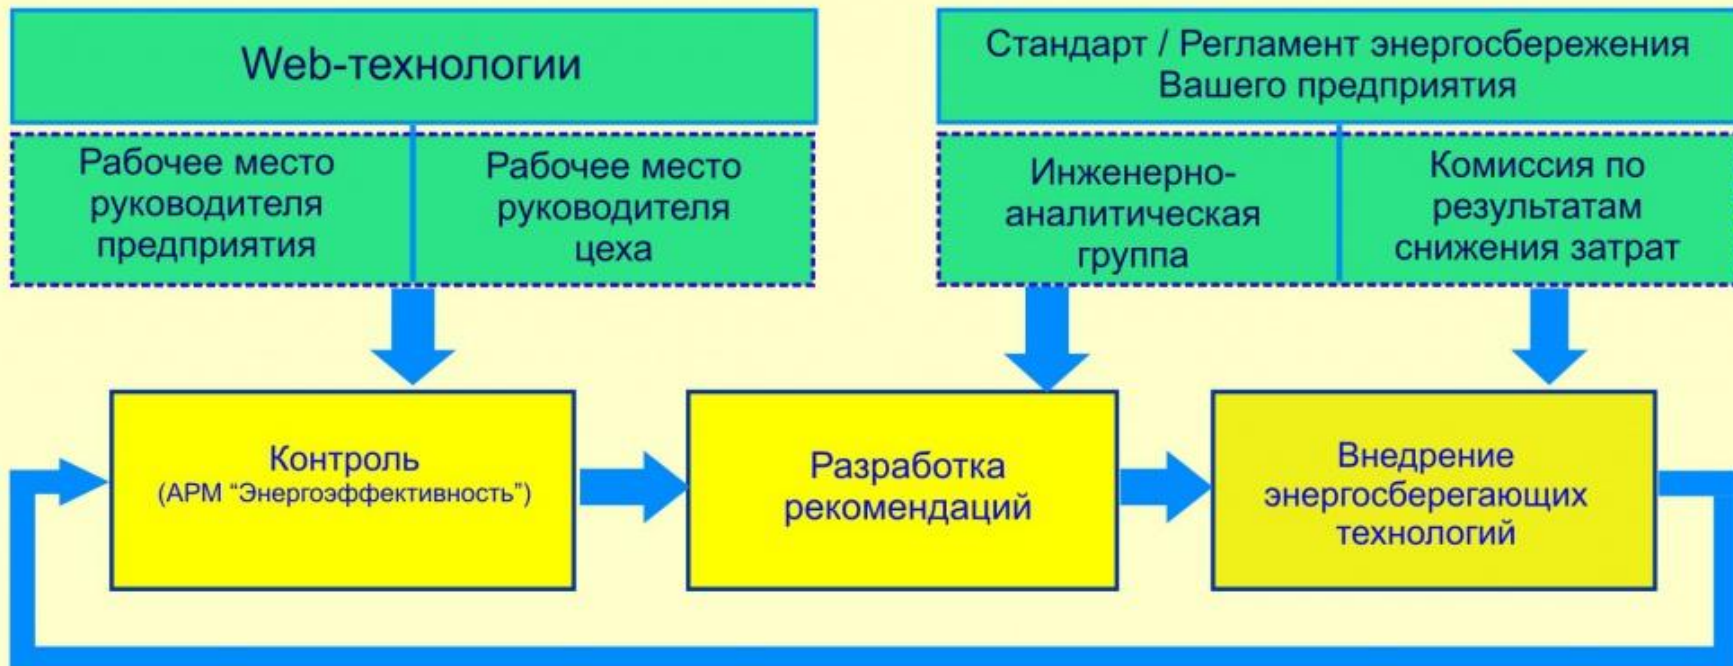 Web-технологии
Стандарт / Регламент энергосбережения
Вашего предприятия
Рабочее место
руководителя
предприятия
Рабочее место
руководителя
цеха
Инженерно-
аналитическая
группа
Комиссия по
результатам
снижения затрат
Контроль
(АРМ “Энергоэффективность”)
Разработка
рекомендаций
Внедрение
энергосберегающих
технологий